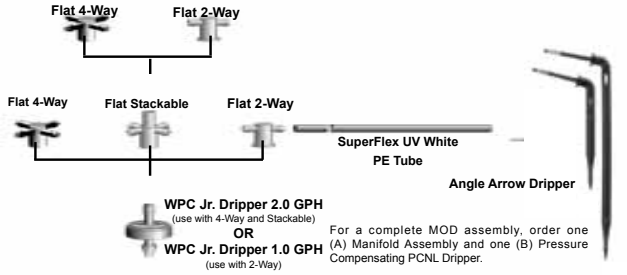 Flat 4-Way
Flat 2-Way
Flat 4-Way
Flat Stackable
Flat 2-Way
SuperFlex UV White
PE Tube
Angle Arrow Dripper
WPC Jr. Dripper 2.0 GPH
(use with 4-Way and Stackable)
OR
WPC Jr. Dripper 1.0 GPH
(use with 2-Way)
For a complete MOD assembly, order one
(A) Manifold Assembly and one (B) Pressure
Compensating PCNL Dripper.